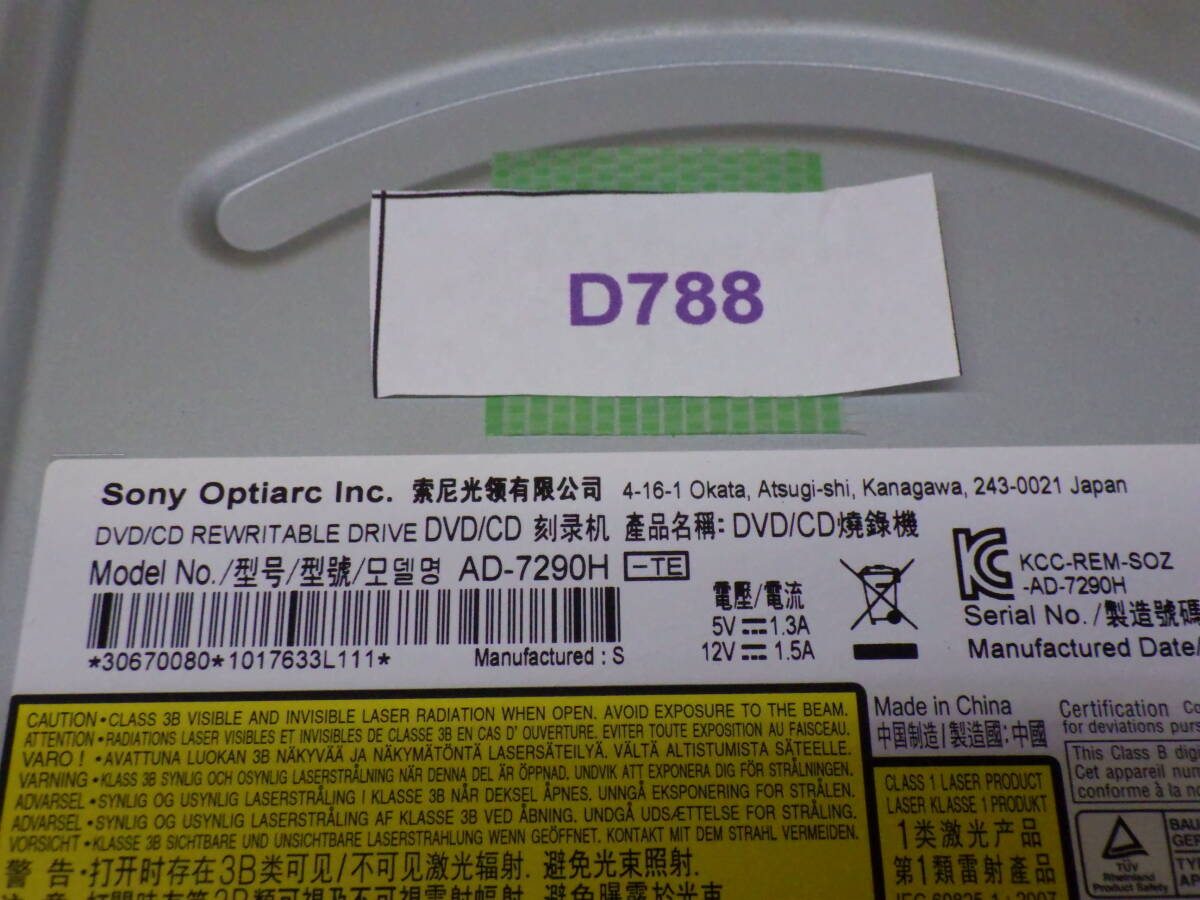 D788
Sony Optiarc Inc. 索尼光领有限公司 4-16-1 Okata, Atsugi-shi, Kanagawa, 243-0021 Japan
DVD/CD REWRITABLE DRIVE DVD/CD 刻录机 產品名稱: DVD/CD燒錄機
Model No./型号/型號/모델명 AD-7290H -TE
*30670080*1017633L111*
Manufactured : S
電壓/電流
5V 1.3A
12V 1.5A
KCC-REM-SOZ
-AD-7290H
Serial No./製造號碼
Manufactured Date/
CAUTION•CLASS 3B VISIBLE AND INVISIBLE LASER RADIATION WHEN OPEN. AVOID EXPOSURE TO THE BEAM.
ATTENTION•RADIATIONS LASER VISIBLES ET INVISIBLES DE CLASSE 3B EN CAS D' OUVERTURE. EVITER TOUTE EXPOSITION AU FAISCEAU.
VARO !•AVATTUNA LUOKAN 3B NÄKYVÄÄ JA NÄKYMÄTÖNTÄ LASERSÄTEILYÄ. VÄLTÄ ALTISTUMISTA SÄTEELLE.
VARNING•KLASS 3B SYNLIG OCH OSYNLIG LASERSTRÅLNING NÄR DENNA DEL ÄR ÖPPNAD. UNDVIK ATT EXPONERA DIG FÖR STRÅLNINGEN.
ADVARSEL•SYNLIG OG USYNLIG LASERSTRÅLING I KLASSE 3B NÅR DEKSEL ÅPNES. UNNGÅ EKSPONERING FOR STRÅLEN.
ADVARSEL•SYNLIG OG USYNLIG LASERSTRÅLING AF KLASSE 3B VED ÅBNING. UNDGÅ UDSÆTTELSE FOR STRÅLING.
VORSICHT•KLASSE 3B SICHTBARE UND UNSICHTBARE LASERSTRAHLUNG WENN GEÖFFNET. KONTAKT MIT DEM STRAHL VERMEIDEN.
警 告•打开时存在3B类可见/不可见激光辐射. 避免光束照射.
Made in China
中国制造|製造國:中國
CLASS 1 LASER PRODUCT
LASER KLASSE 1 PRODUKT
1类激光产品
第1類雷射產品
IEC 60825-1 : 2007
Certification
for deviations
This Class B
Cet appareil
conforme à la
TÜV
Rheinland
Product Safety